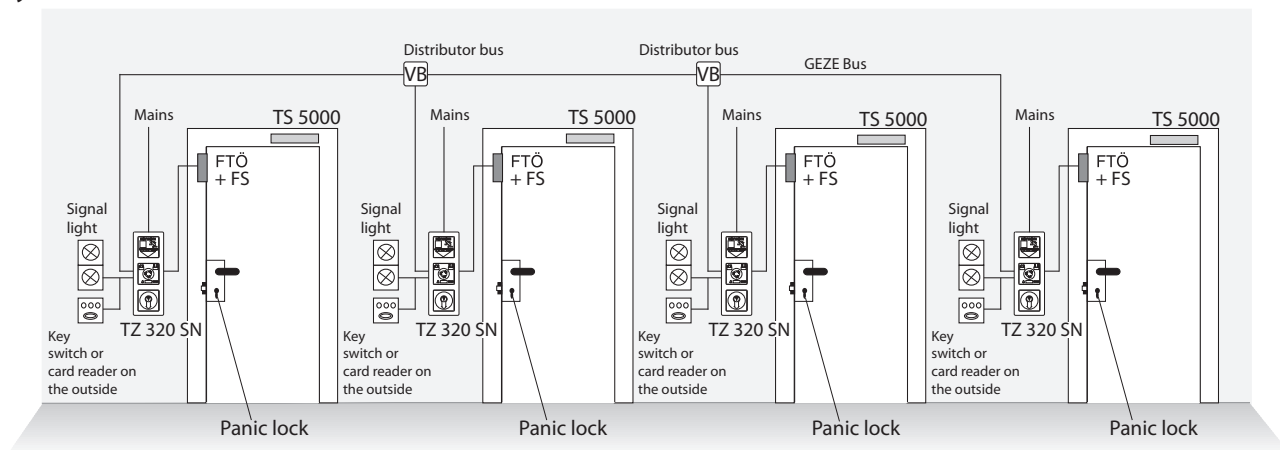 Distributor bus
VB
Distributor bus
VB
GEZE Bus
Mains
TS 5000
FTÖ
+ FS
Signal
light
TZ 320 SN
Key
switch or
card reader on
the outside
Panic lock
Mains
TS 5000
FTÖ
+ FS
Signal
light
TZ 320 SN
Key
switch or
card reader on
the outside
Panic lock
Mains
TS 5000
FTÖ
+ FS
Signal
light
TZ 320 SN
Key
switch or
card reader on
the outside
Panic lock
Mains
TS 5000
FTÖ
+ FS
Signal
light
TZ 320 SN
Key
switch or
card reader on
the outside
Panic lock